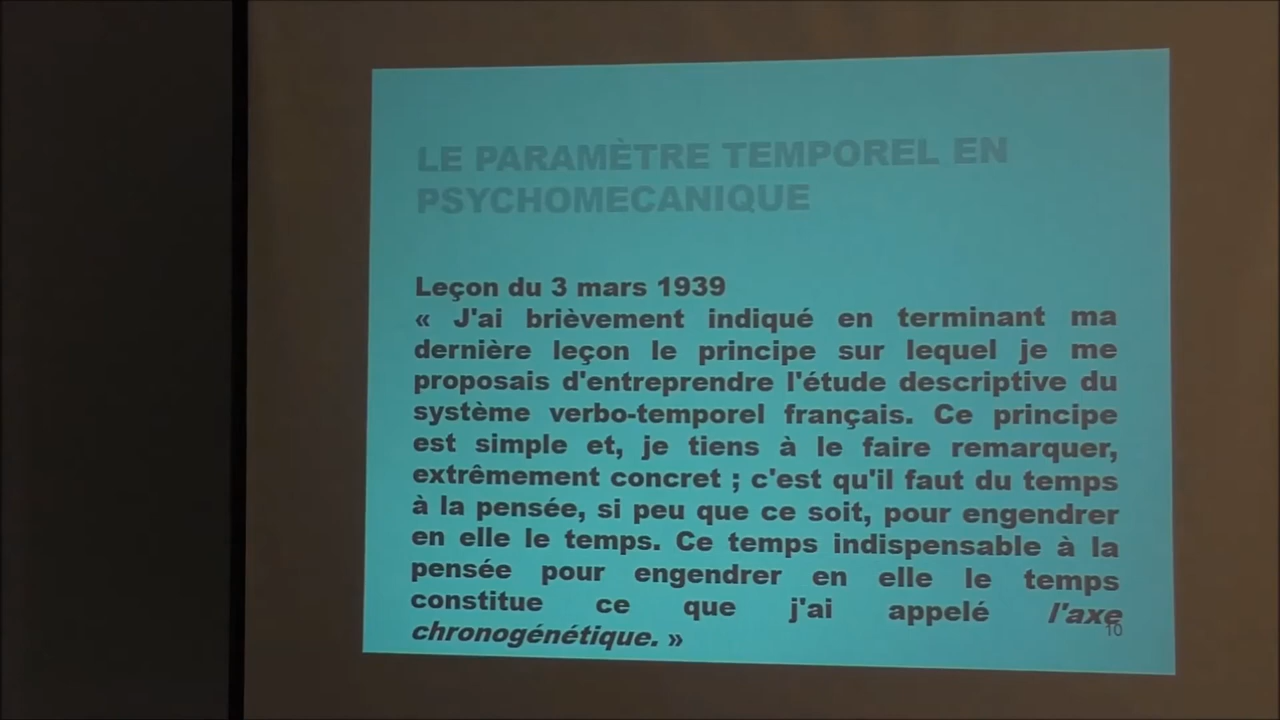 LE PARAMÈTRE TEMPOREL EN
PSYCHOMECANIQUE
Leçon du 3 mars 1939
« J'ai brièvement indiqué en terminant ma
dernière leçon le principe sur lequel je me
proposais d'entreprendre l'étude descriptive du
système verbo-temporel français. Ce principe
est simple et, je tiens à le faire remarquer,
extrêmement concret ; c'est qu'il faut du temps
à la pensée, si peu que ce soit, pour engendrer
en elle le temps. Ce temps indispensable à la
pensée pour engendrer en elle le temps
constitue ce que j'ai appelé l'axe
chronogénétique. »
10